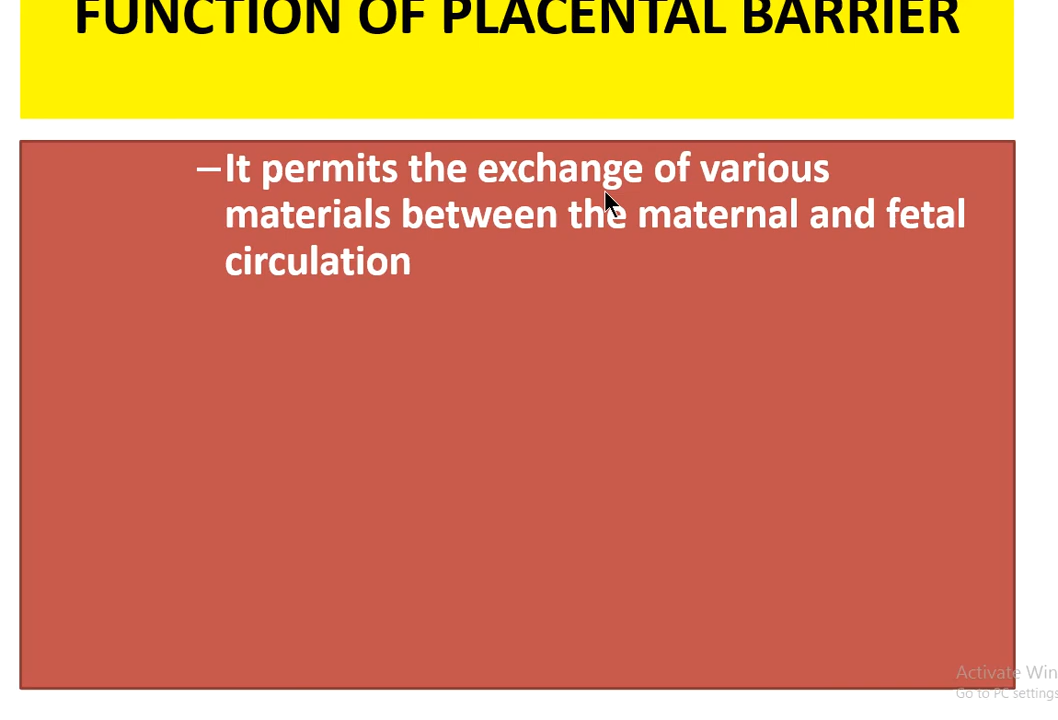 FUNCTION OF PLACENTAL BARRIER
–It permits the exchange of various
materials between the maternal and fetal
circulation
Activate Win
Go to PC settings